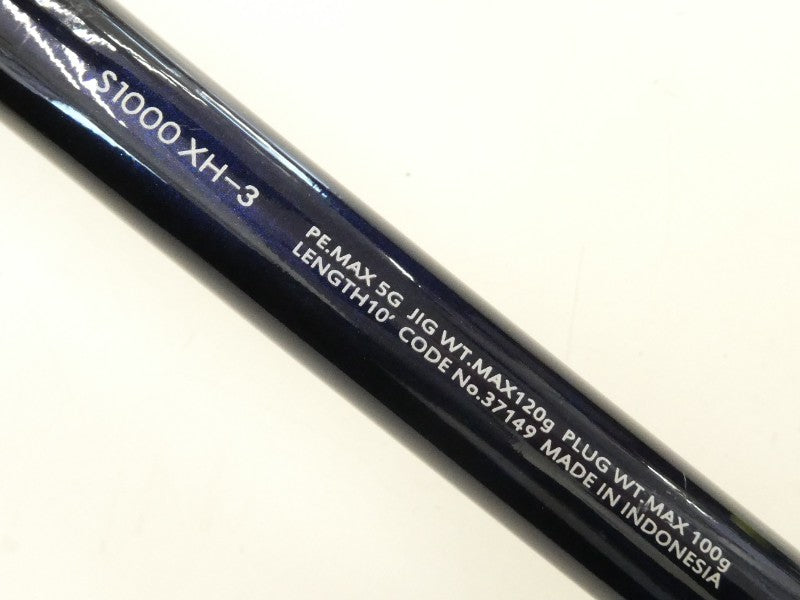 S1000 XH-3
PE.MAX 5G JIG WT.MAX120g PLUG WT.MAX 100g
LENGTH10' CODE No.37149 MADE IN INDONESIA